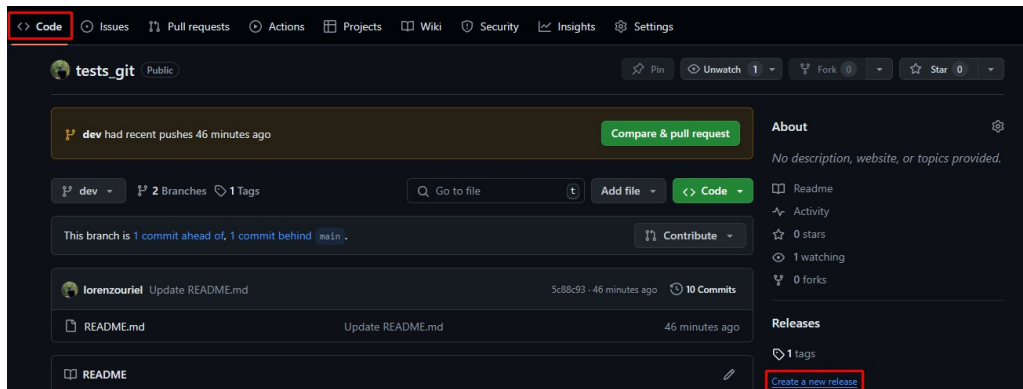 Code Issues Pull requests Actions Projects Wiki Security Insights Settings
tests_git Public Pin Unwatch 1 Fork 0 Star 0
dev had recent pushes 46 minutes ago Compare & pull request
dev 2 Branches 1 Tags Go to file t Add file Code
This branch is 1 commit ahead of, 1 commit behind main . Contribute
lorenzouriel Update README.md 5c88c93 · 46 minutes ago 10 Commits
README.md Update README.md 46 minutes ago
README
About
No description, website, or topics provided.
Readme
Activity
0 stars
1 watching
0 forks
Releases
1 tags
Create a new release